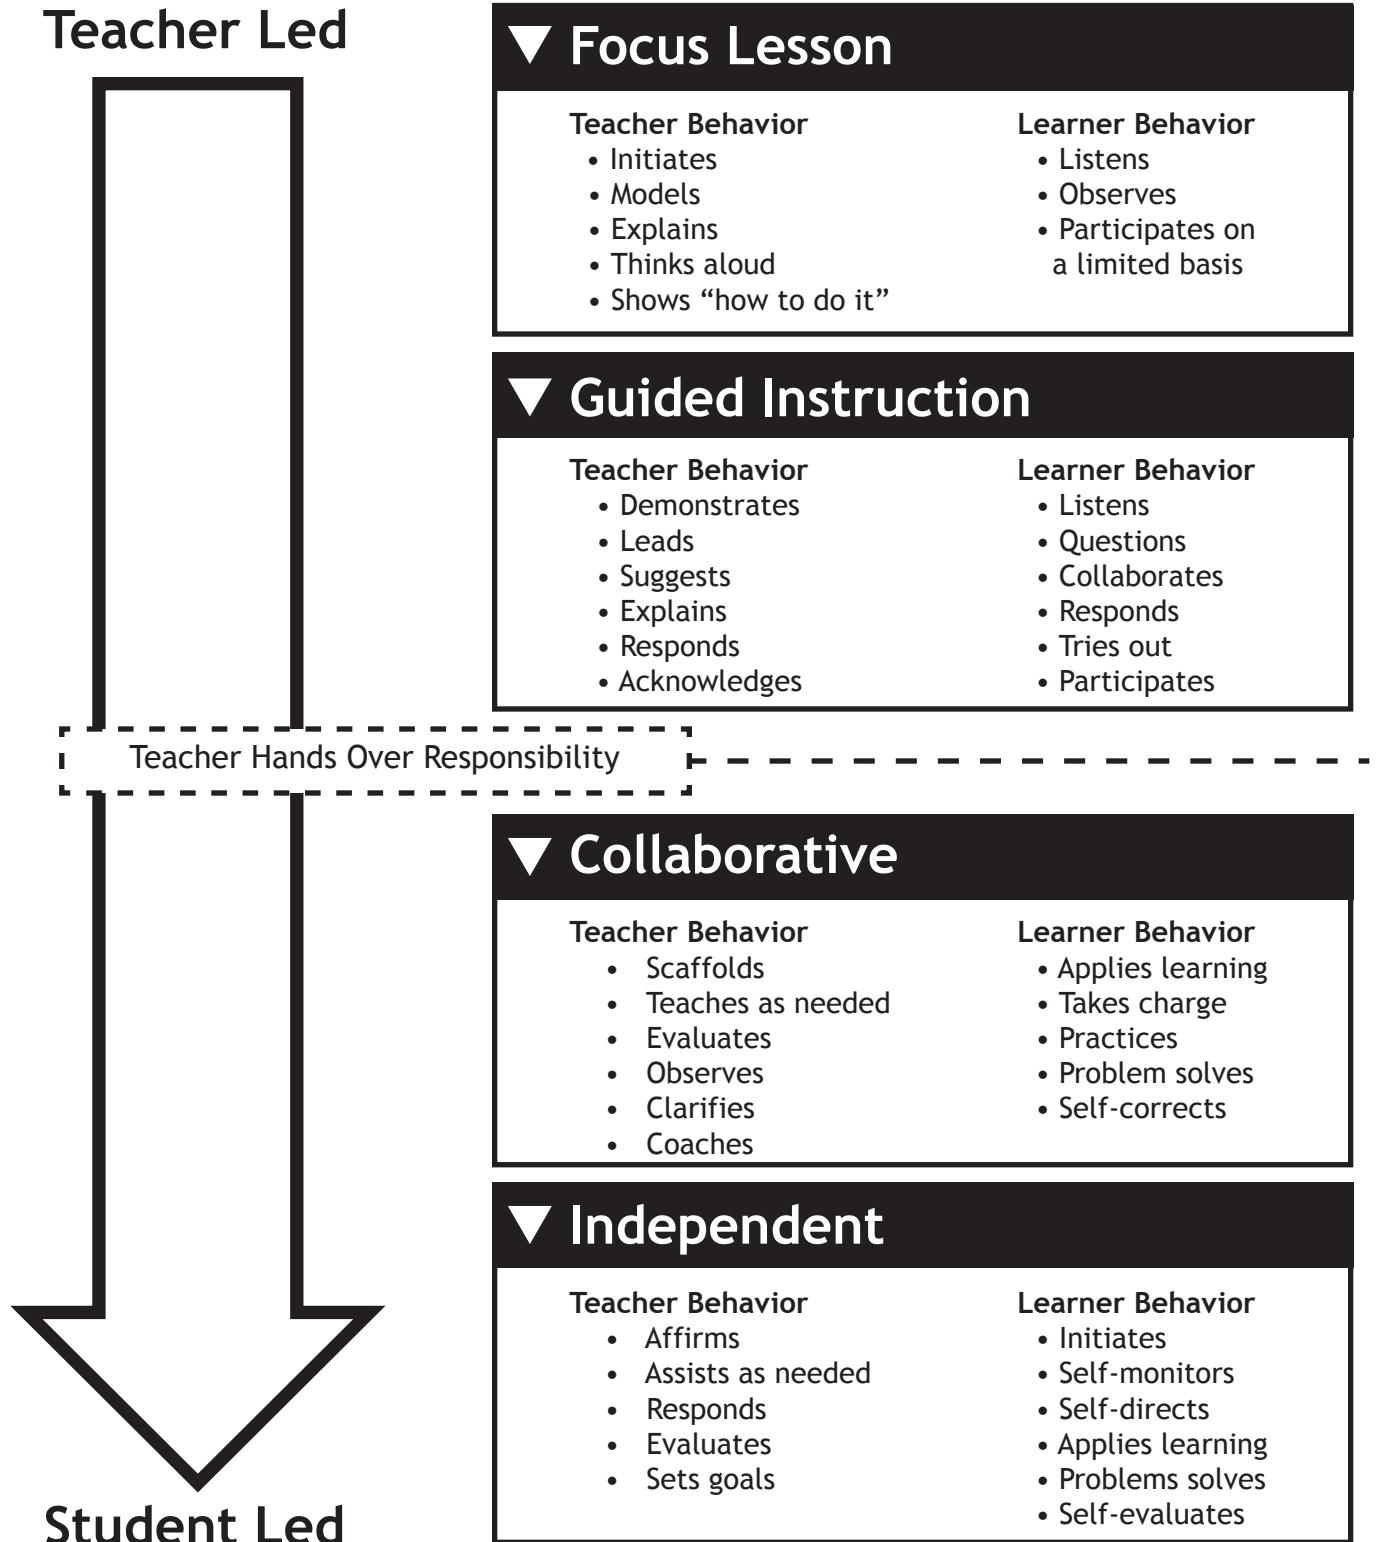 Teacher Led
▼ Focus Lesson
Teacher Behavior
• Initiates
• Models
• Explains
• Thinks aloud
• Shows “how to do it”
Learner Behavior
• Listens
• Observes
• Participates on
a limited basis
▼ Guided Instruction
Teacher Behavior
• Demonstrates
• Leads
• Suggests
• Explains
• Responds
• Acknowledges
Learner Behavior
• Listens
• Questions
• Collaborates
• Responds
• Tries out
• Participates
Teacher Hands Over Responsibility
▼ Collaborative
Teacher Behavior
• Scaffolds
• Teaches as needed
• Evaluates
• Observes
• Clarifies
• Coaches
Learner Behavior
• Applies learning
• Takes charge
• Practices
• Problem solves
• Self-corrects
▼ Independent
Teacher Behavior
• Affirms
• Assists as needed
• Responds
• Evaluates
• Sets goals
Learner Behavior
• Initiates
• Self-monitors
• Self-directs
• Applies learning
• Problems solves
• Self-evaluates
Student Led